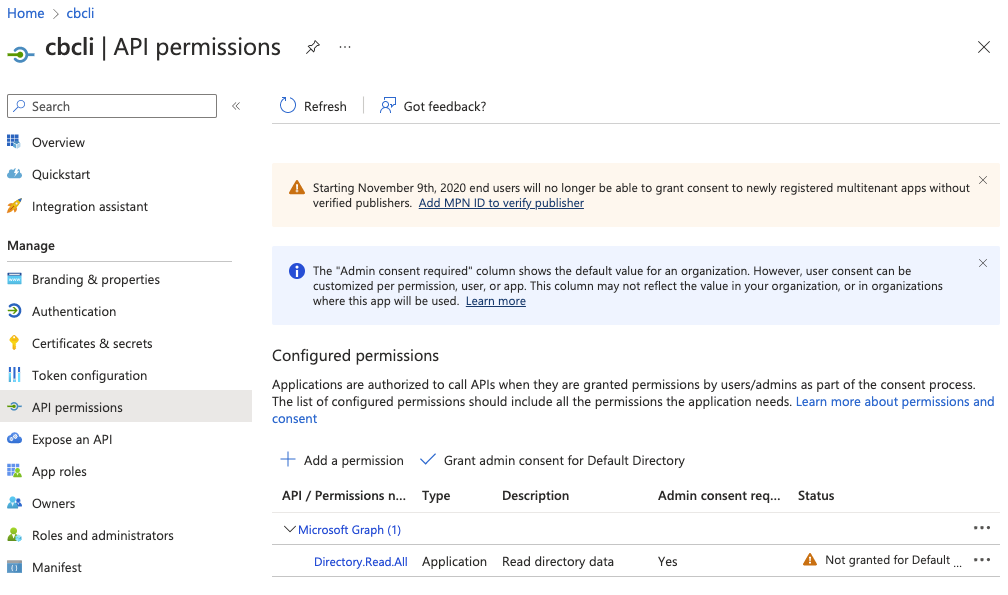 Home > cbcli
cbcli | API permissions ...
Search «
Refresh Got feedback?
Overview
Quickstart
Integration assistant
Manage
Branding & properties
Authentication
Certificates & secrets
Token configuration
API permissions
Expose an API
App roles
Owners
Roles and administrators
Manifest
Starting November 9th, 2020 end users will no longer be able to grant consent to newly registered multitenant apps without
verified publishers. Add MPN ID to verify publisher
The "Admin consent required" column shows the default value for an organization. However, user consent can be
customized per permission, user, or app. This column may not reflect the value in your organization, or in organizations
where this app will be used. Learn more
Configured permissions
Applications are authorized to call APIs when they are granted permissions by users/admins as part of the consent process.
The list of configured permissions should include all the permissions the application needs. Learn more about permissions and
consent
Add a permission Grant admin consent for Default Directory
API / Permissions n... Type Description Admin consent req... Status
Microsoft Graph (1) ...
Directory.Read.All Application Read directory data Yes Not granted for Default ... ...